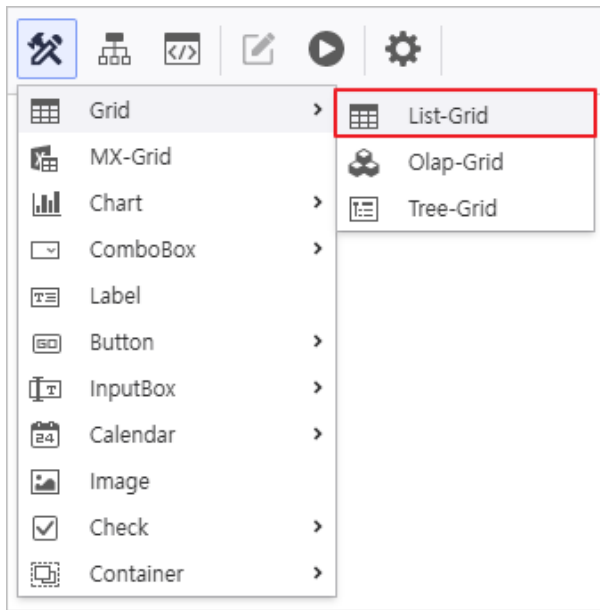 Grid
MX-Grid
Chart
ComboBox
Label
Button
InputBox
Calendar
Image
Check
Container
List-Grid
Olap-Grid
Tree-Grid